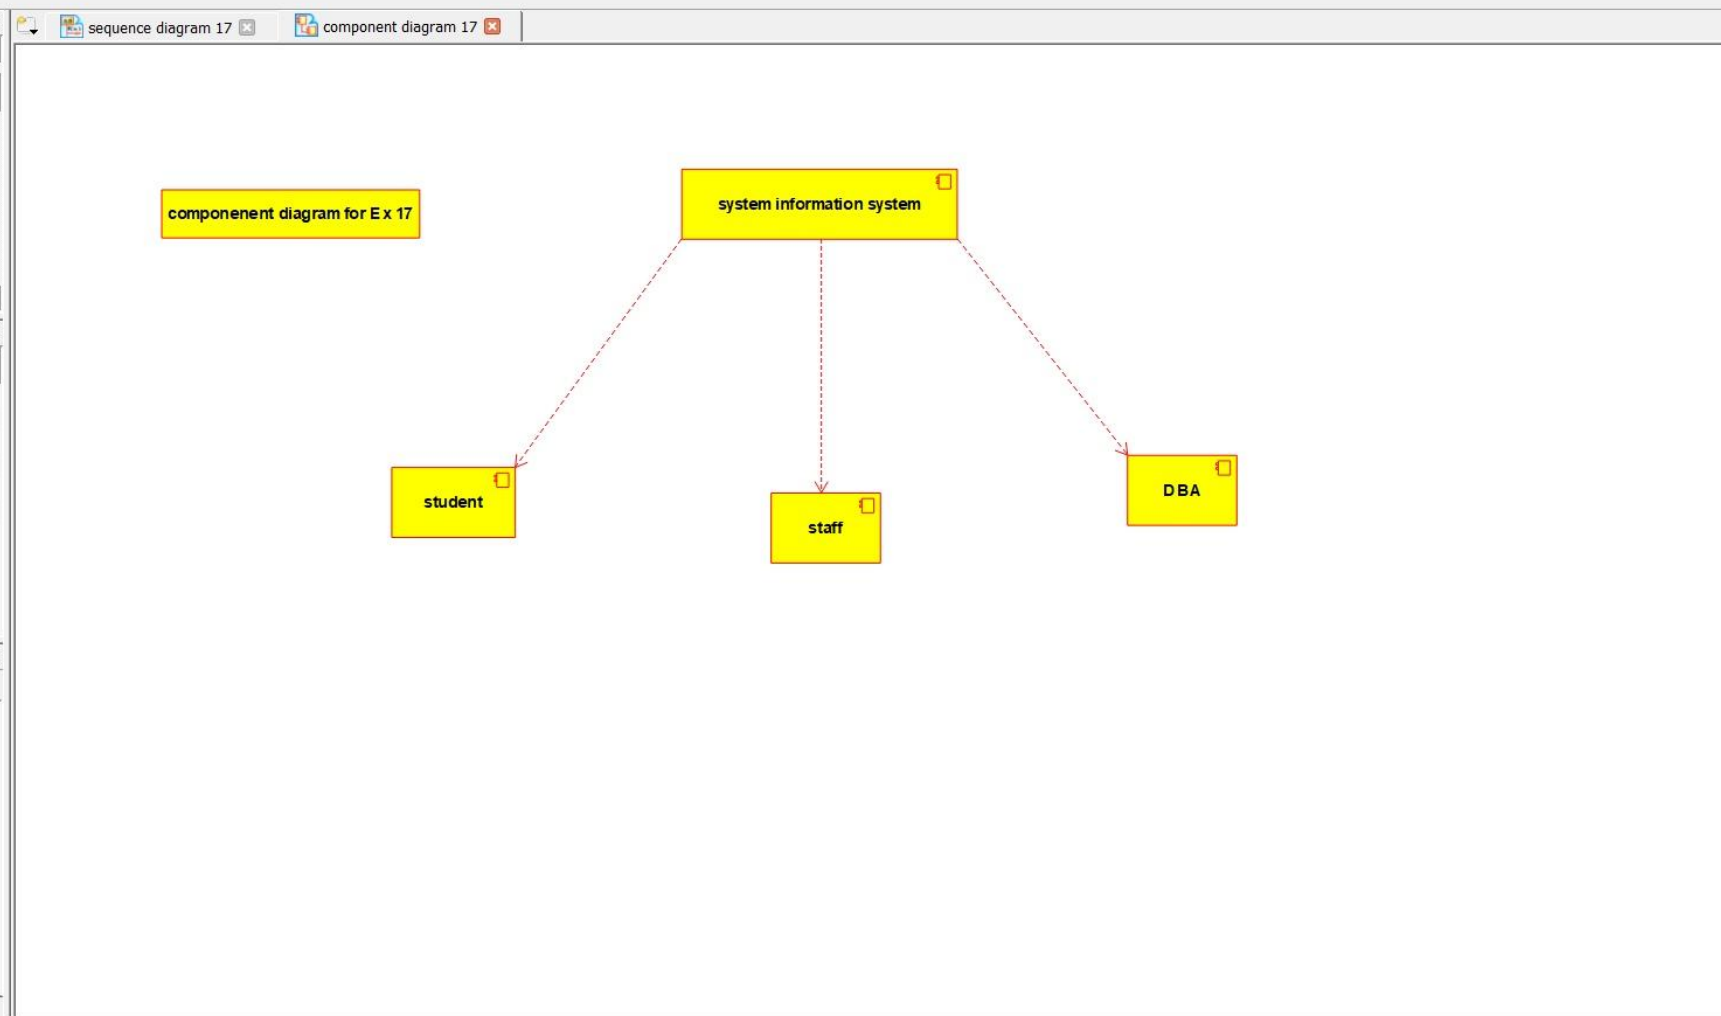 sequence diagram 17
component diagram 17
componenent diagram for Ex 17
system information system
student
staff
DBA